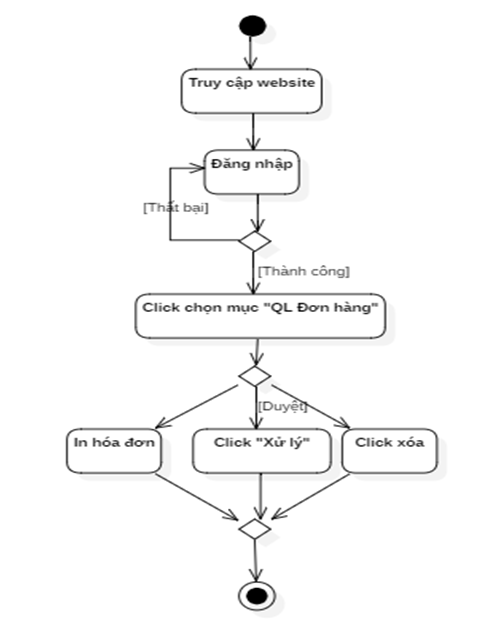 Truy cập website
Đăng nhập
[Thất bại]
[Thành công]
Click chọn mục "QL Đơn hàng"
[Duyệt]
In hóa đơn
Click "Xử lý"
Click xóa